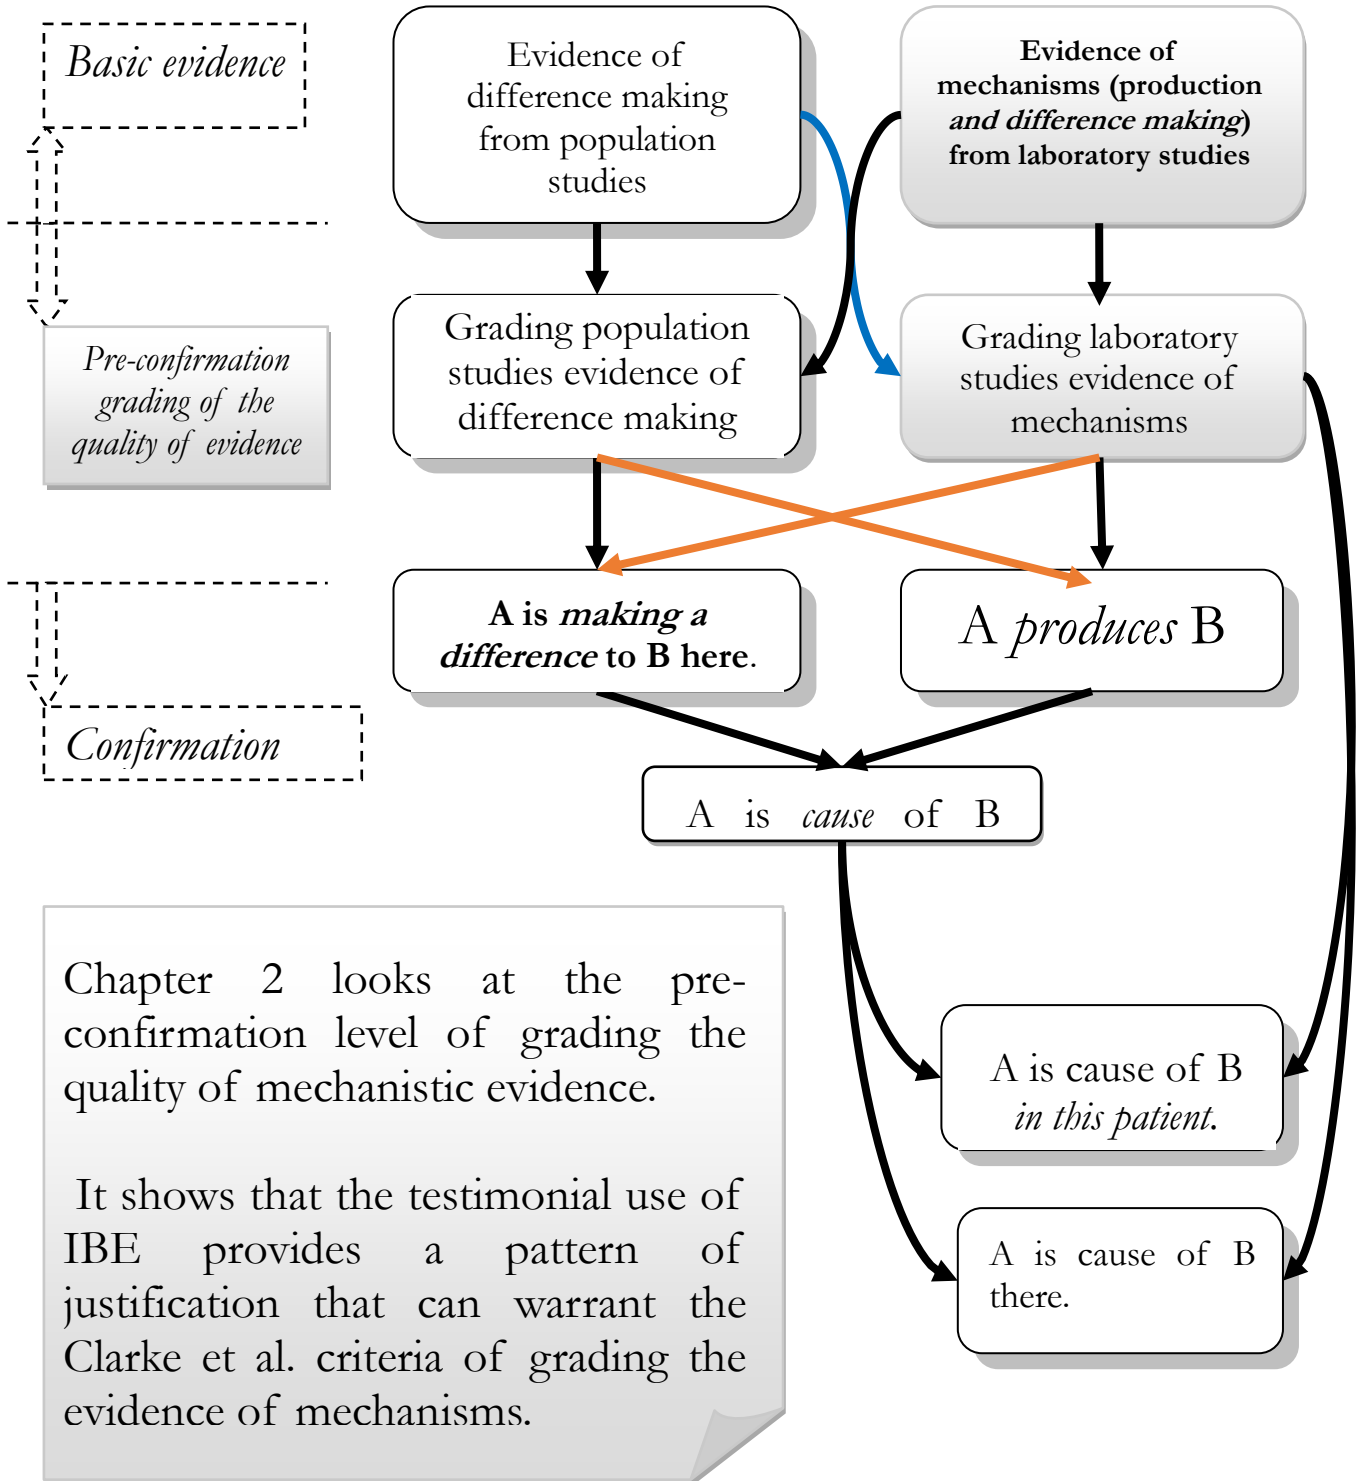 Basic evidence
Evidence of
difference making
from population
studies
Evidence of
mechanisms (production
and difference making)
from laboratory studies
Pre-confirmation
grading of the
quality of evidence
Grading population
studies evidence of
difference making
Grading laboratory
studies evidence of
mechanisms
A is making a
difference to B here.
A produces B
Confirmation
A is cause of B
Chapter 2 looks at the pre-
confirmation level of grading the
quality of mechanistic evidence.
It shows that the testimonial use of
IBE provides a pattern of
justification that can warrant the
Clarke et al. criteria of grading the
evidence of mechanisms.
A is cause of B
in this patient.
A is cause of B
there.